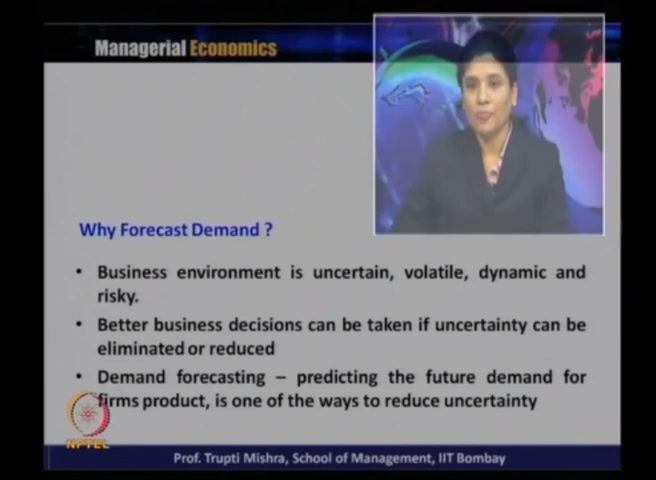 Managerial Economics
Why Forecast Demand ?
• Business environment is uncertain, volatile, dynamic and
risky.
• Better business decisions can be taken if uncertainty can be
eliminated or reduced
• Demand forecasting – predicting the future demand for
firms product, is one of the ways to reduce uncertainty
NPTEL
Prof. Trupti Mishra, School of Management, IIT Bombay